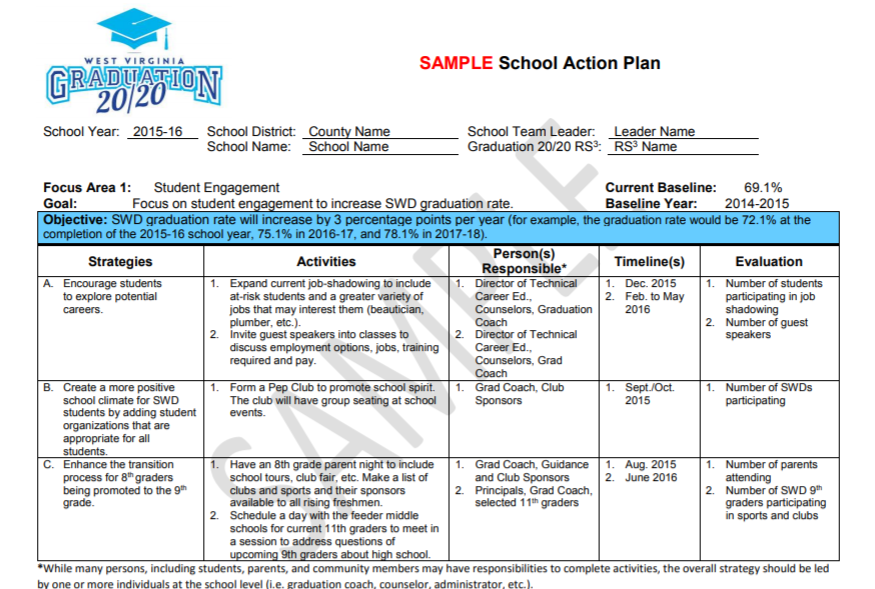 WEST VIRGINIA
GRADUATION
20/20
SAMPLE School Action Plan
School Year: 2015-16 School District: County Name School Team Leader: Leader Name
School Name: School Name Graduation 20/20 RS³: RS³ Name
Focus Area 1: Student Engagement Current Baseline: 69.1%
Goal: Focus on student engagement to increase SWD graduation rate. Baseline Year: 2014-2015
Objective: SWD graduation rate will increase by 3 percentage points per year (for example, the graduation rate would be 72.1% at the
completion of the 2015-16 school year, 75.1% in 2016-17, and 78.1% in 2017-18).
Strategies
Activities
Person(s)
Responsible*
Timeline(s)
Evaluation
A. Encourage students
to explore potential
careers.
1. Expand current job-shadowing to include
at-risk students and a greater variety of
jobs that may interest them (beautician,
plumber, etc.).
2. Invite guest speakers into classes to
discuss employment options, jobs, training
required and pay.
1. Director of Technical
Career Ed.,
Counselors, Graduation
Coach
2. Director of Technical
Career Ed.,
Counselors, Grad
Coach
1. Dec. 2015
2. Feb. to May
2016
1. Number of students
participating in job
shadowing
2. Number of guest
speakers
B. Create a more positive
school climate for SWD
students by adding student
organizations that are
appropriate for all
students.
1. Form a Pep Club to promote school spirit.
The club will have group seating at school
events.
1. Grad Coach, Club
Sponsors
1. Sept./Oct.
2015
1. Number of SWDs
participating
C. Enhance the transition
process for 8th graders
being promoted to the 9th
grade.
1. Have an 8th grade parent night to include
school tours, club fair, etc. Make a list of
clubs and sports and their sponsors
available to all rising freshmen.
2. Schedule a day with the feeder middle
schools for current 11th graders to meet in
a session to address questions of
upcoming 9th graders about high school.
1. Grad Coach, Guidance
and Club Sponsors
2. Principals, Grad Coach,
selected 11th graders
1. Aug. 2015
2. June 2016
1. Number of parents
attending
2. Number of SWD 9th
graders participating
in sports and clubs
*While many persons, including students, parents, and community members may have responsibilities to complete activities, the overall strategy should be led
by one or more individuals at the school level (i.e. graduation coach, counselor, administrator, etc.).
SAMPLE